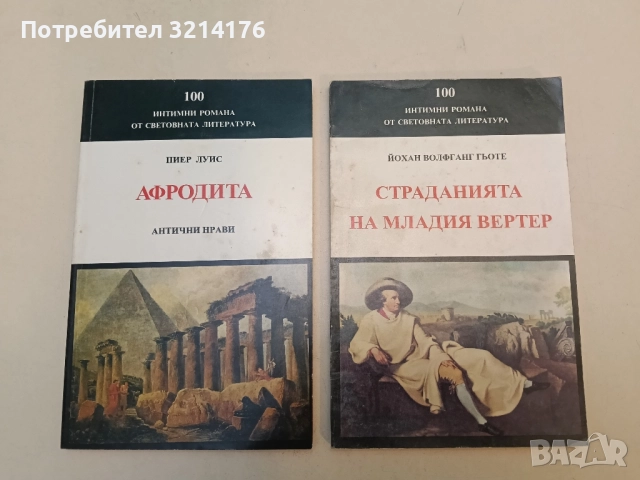 Потребител 3214176
100
ИНТИМНИ РОМАНА
ОТ СВЕТОВНАТА ЛИТЕРАТУРА
ПИЕР ЛУИС
АФРОДИТА
АНТИЧНИ НРАВИ
100
ИНТИМНИ РОМАНА
ОТ СВЕТОВНАТА ЛИТЕРАТУРА
ЙОХАН ВОЛФГАНГ ГЬОТЕ
СТРАДАНИЯТА
НА МЛАДИЯ ВЕРТЕР
BAZAR
bg